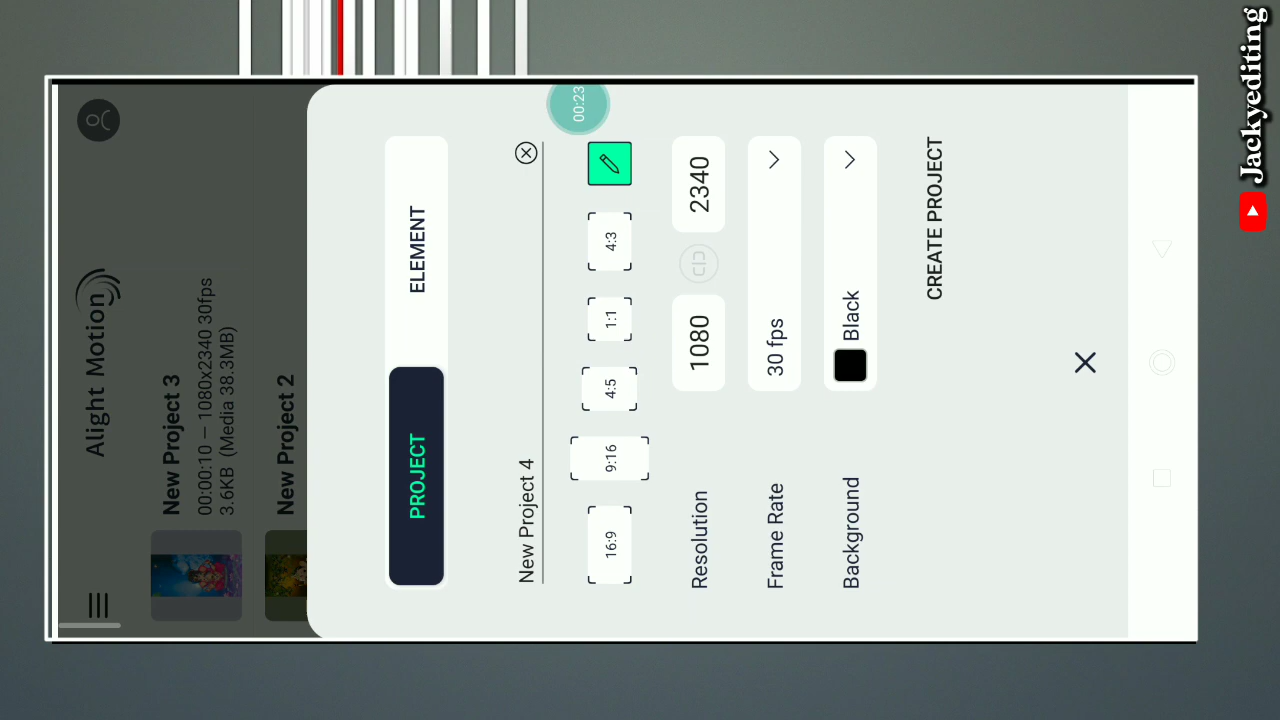 Alight Motion
New Project 3
00:00:10 — 1080x2340 30fps
3.6KB (Media 38.3MB)
New Project 2
PROJECT
ELEMENT
New Project 4
00:23
16:9
9:16
4:5
1:1
4:3
Resolution
1080
2340
Frame Rate
30 fps
Background
Black
CREATE PROJECT
Jackyediting